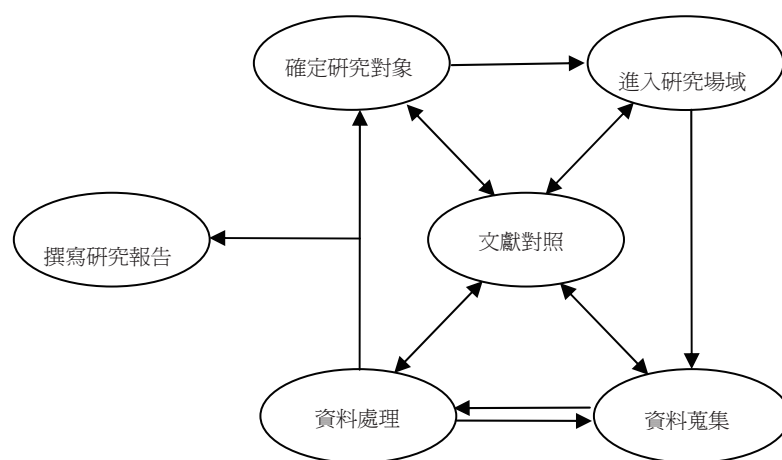 確定研究對象
進入研究場域
撰寫研究報告
文獻對照
資料處理
資料蒐集